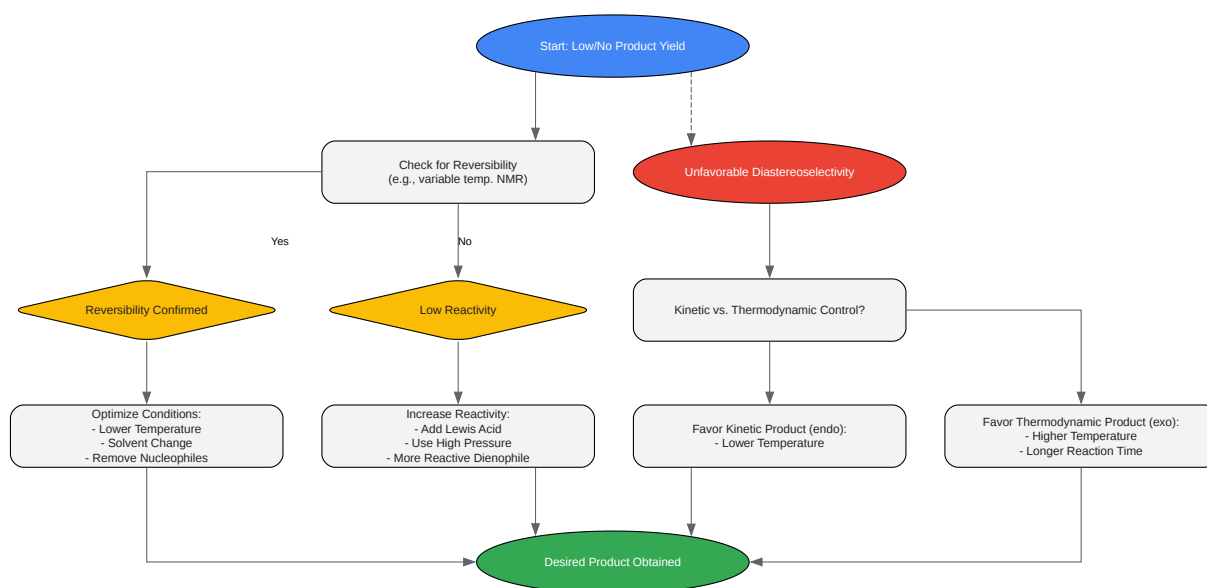 Start: Low/No Product Yield
Check for Reversibility
(e.g., variable temp. NMR)
Unfavorable Diastereoselectivity
Yes
No
Reversibility Confirmed
Low Reactivity
Kinetic vs. Thermodynamic Control?
Optimize Conditions:
- Lower Temperature
- Solvent Change
- Remove Nucleophiles
Increase Reactivity:
- Add Lewis Acid
- Use High Pressure
- More Reactive Dienophile
Favor Kinetic Product (endo):
- Lower Temperature
Favor Thermodynamic Product (exo):
- Higher Temperature
- Longer Reaction Time
Desired Product Obtained